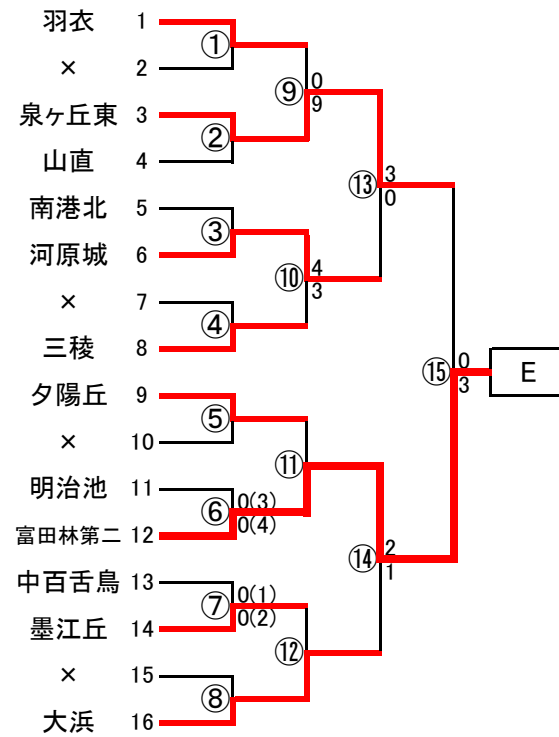 羽衣 1
①
× 2
⑨ 0
9
泉ヶ丘東 3
②
山直 4
⑬ 3
0
南港北 5
③
河原城 6
⑩ 4
3
× 7
④
三稜 8
⑮ 0
3
E
夕陽丘 9
⑤
× 10
⑪
明治池 11
⑥ 0(3)
0(4)
富田林第二 12
⑭ 2
1
中百舌鳥 13
⑦ 0(1)
0(2)
墨江丘 14
⑫
× 15
⑧
大浜 16